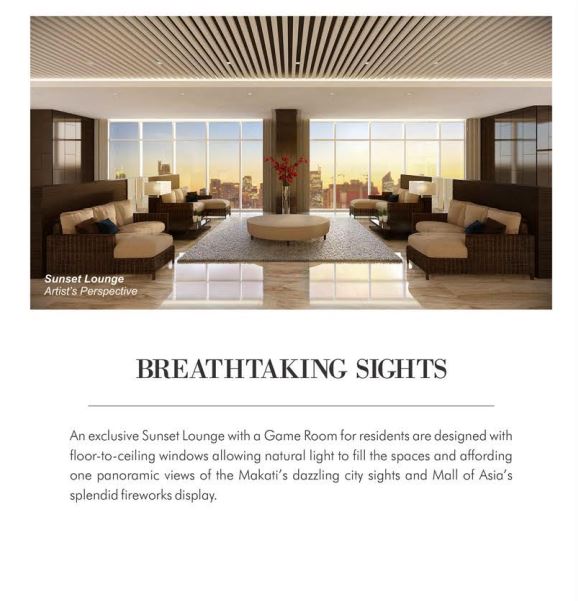 Sunset Lounge
Artist's Perspective
BREATHTAKING SIGHTS
An exclusive Sunset Lounge with a Game Room for residents are designed with
floor-to-ceiling windows allowing natural light to fill the spaces and affording
one panoramic views of the Makati's dazzling city sights and Mall of Asia's
splendid fireworks display.